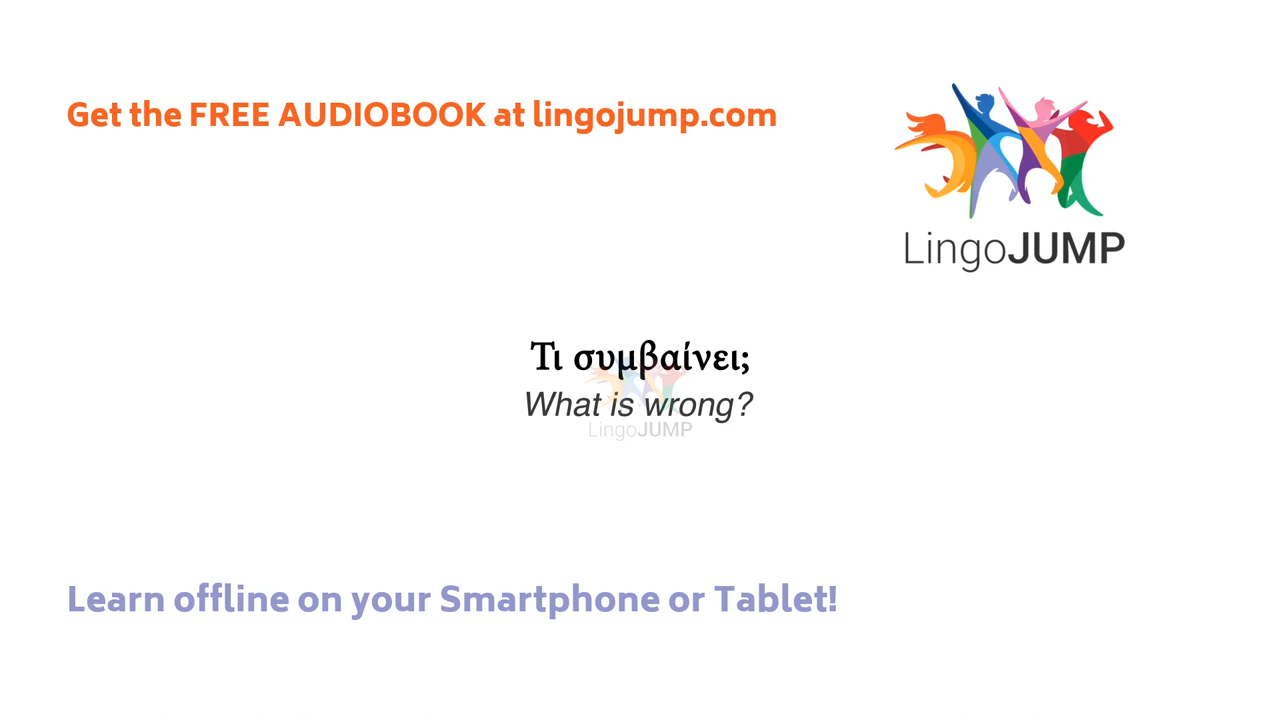 Get the FREE AUDIOBOOK at lingojump.com
LingoJUMP
Τι συμβαίνει;
What is wrong?
LingoJUMP
Learn offline on your Smartphone or Tablet!